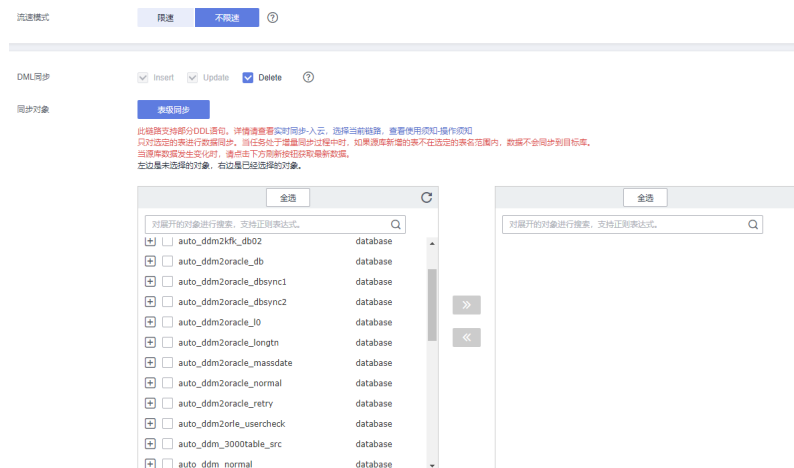 流速模式
限速
不限速
DML同步
Insert
Update
Delete
同步对象
表级同步
此链路支持部分DDL语句。详情请查看实时同步-入云，选择当前链路，查看使用须知-操作须知
只对选定的表进行数据同步。当任务处于增量同步过程中时，如果源库新增的表不在选定的表名范围内，数据不会同步到目标库。
当源库数据发生变化时，请点击下方刷新按钮获取最新数据。
左边是未选择的对象，右边是已经选择的对象。
全选
对展开的对象进行搜索，支持正则表达式。
auto_ddm2kfk_db02 database
auto_ddm2oracle_db database
auto_ddm2oracle_dbsync1 database
auto_ddm2oracle_dbsync2 database
auto_ddm2oracle_l0 database
auto_ddm2oracle_longtn database
auto_ddm2oracle_massdate database
auto_ddm2oracle_normal database
auto_ddm2oracle_retry database
auto_ddm2orle_usercheck database
auto_ddm_3000table_src database
auto_ddm_normal database
全选
对展开的对象进行搜索，支持正则表达式。